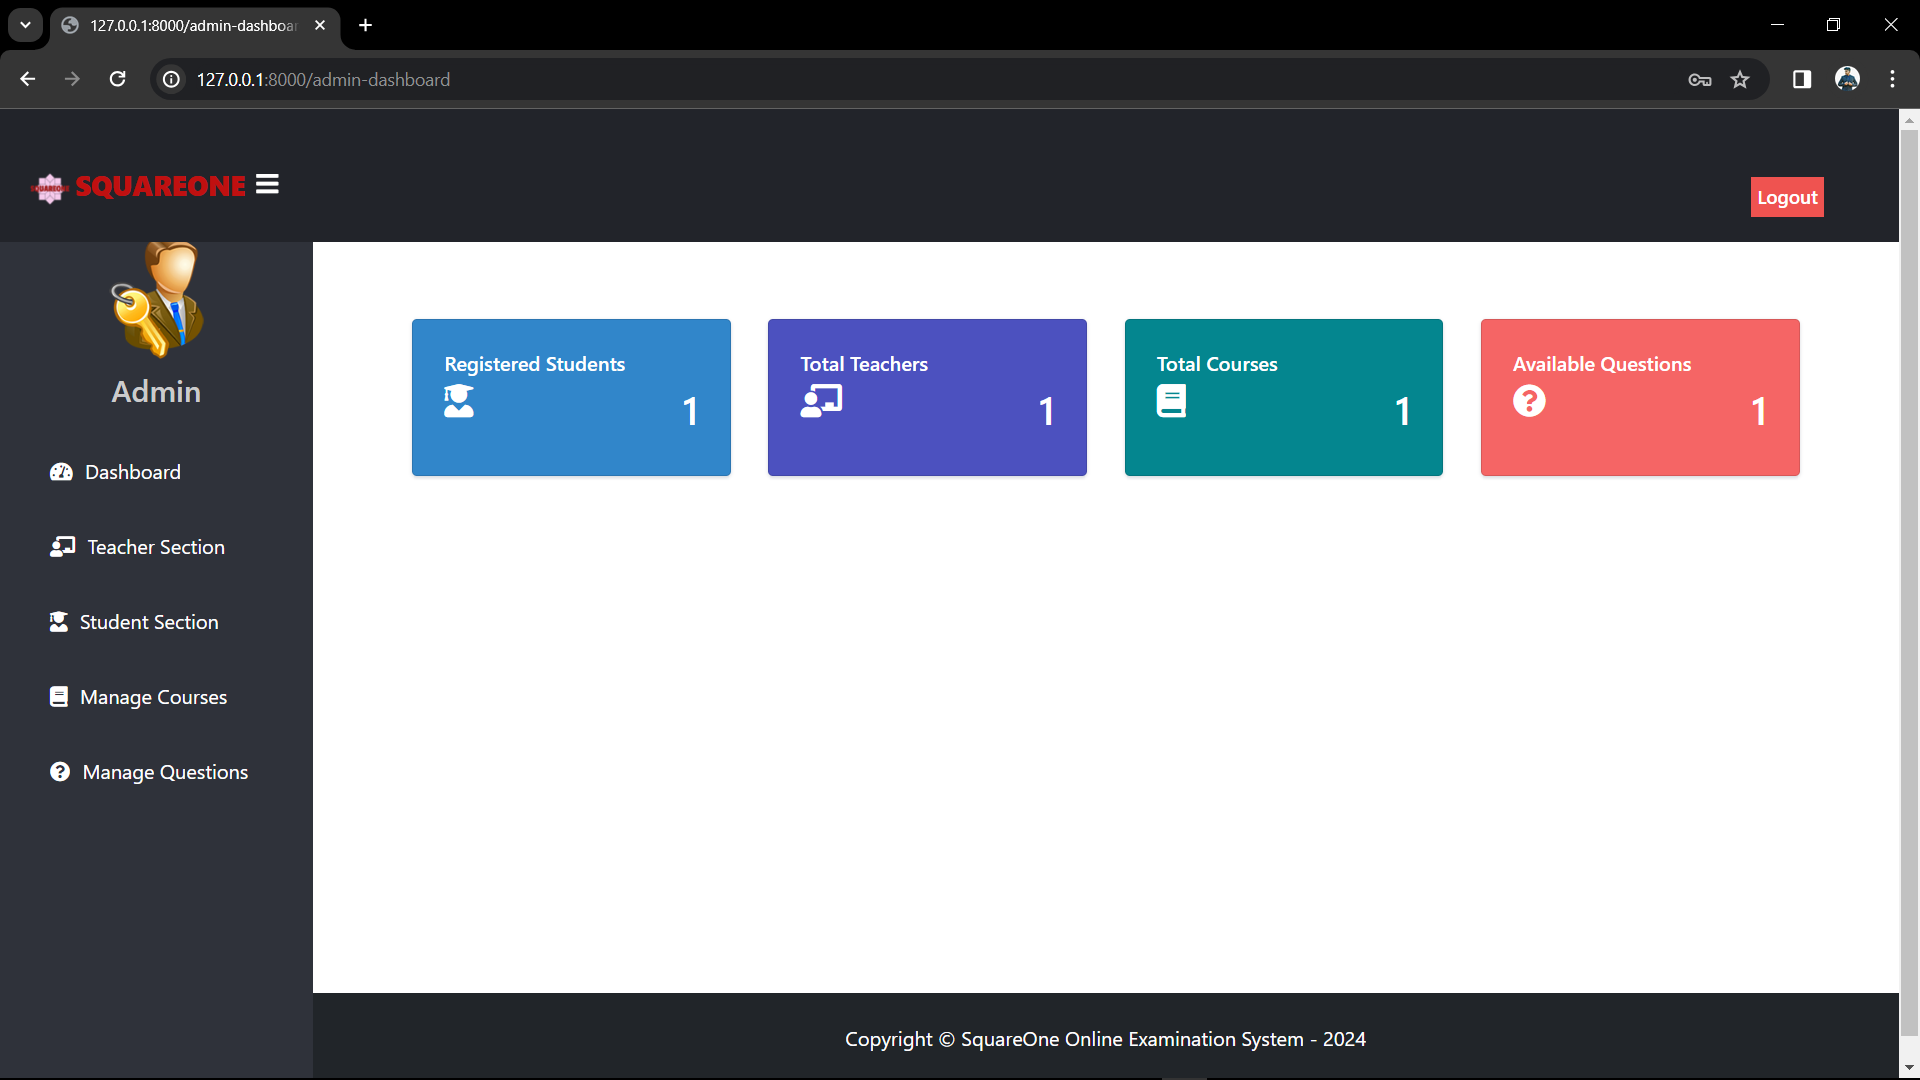 127.0.0.1:8000/admin-dashboar
127.0.0.1:8000/admin-dashboard
SQUAREONE
Logout
Admin
Dashboard
Teacher Section
Student Section
Manage Courses
Manage Questions
Registered Students
1
Total Teachers
1
Total Courses
1
Available Questions
1
Copyright © SquareOne Online Examination System - 2024